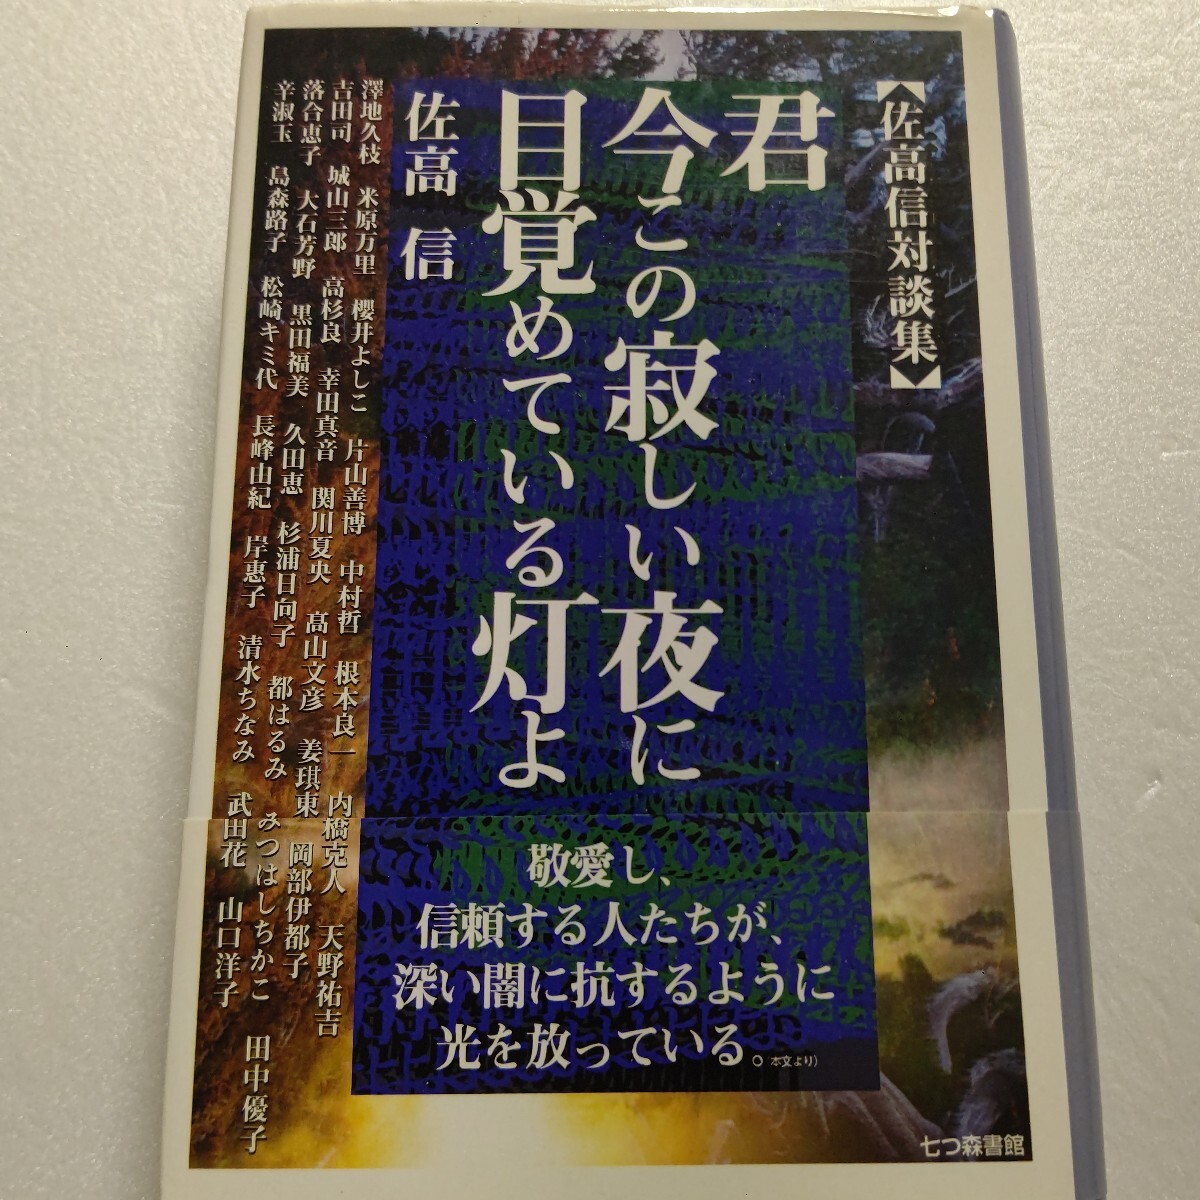 【佐高信対談集】
君
今この寂しい夜に
目覚めている灯よ
佐高 信
澤地久枝 米原万里 櫻井よしこ 片山善博 中村哲 根本良一 内橋克人 天野祐吉
吉田司 城山三郎 高杉良 幸田真音 関川夏央 高山文彦 姜琪東 岡部伊都子
落合恵子 大石芳野 黒田福美 久田恵 杉浦日向子 都はるみ みつはしちかこ 田中優子
辛淑玉 島森路子 松崎キミ代 長峰由紀 岸惠子 清水ちなみ 武田花 山口洋子
敬愛し、
信頼する人たちが、
深い闇に抗するように
光を放っている。(本文より)
七つ森書館